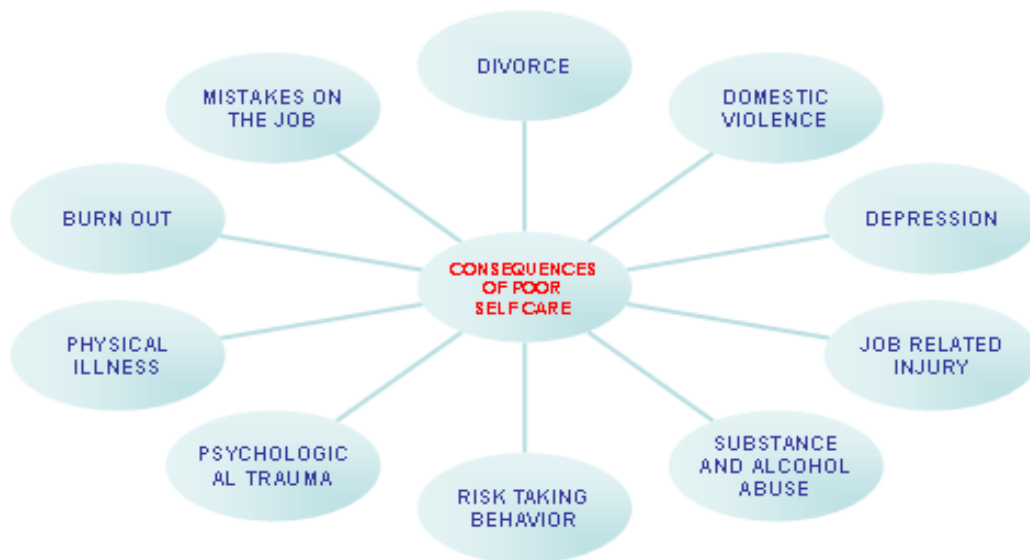 DIVORCE
MISTAKES ON
THE JOB
DOMESTIC
VIOLENCE
BURN OUT
DEPRESSION
CONSEQUENCES
OF POOR
SELF CARE
PHYSICAL
ILLNESS
JOB RELATED
INJURY
PSYCHOLOGIC
AL TRAUMA
SUBSTANCE
AND ALCOHOL
ABUSE
RISK TAKING
BEHAVIOR